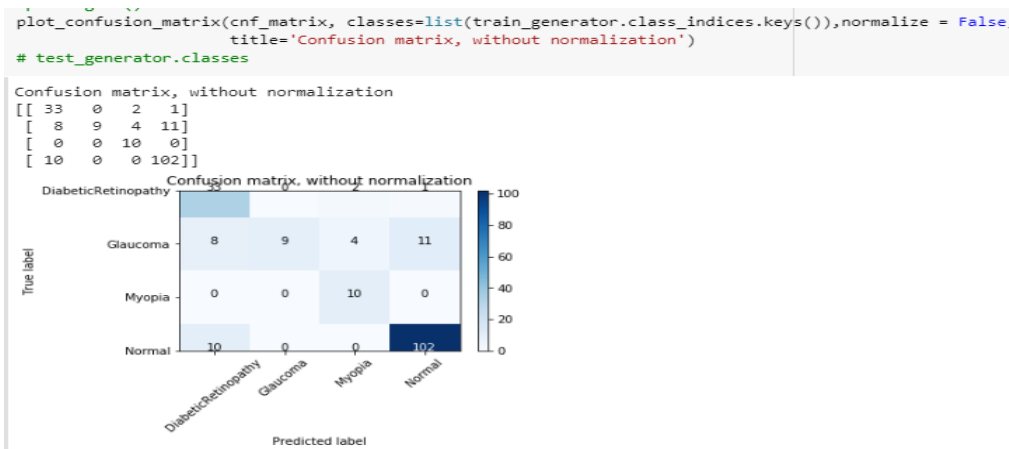 plot_confusion_matrix(cnf_matrix, classes=list(train_generator.class_indices.keys()),normalize = False,
title='Confusion matrix, without normalization')
# test_generator.classes
Confusion matrix, without normalization
[[ 33 0 2 1]
[ 8 9 4 11]
[ 0 0 10 0]
[ 10 0 0 102]]
Confusion matrix, without normalization
DiabeticRetinopathy 33 0 2 1
100
Glaucoma 8 9 4 11
80
60
True label
Myopia 0 0 10 0
40
20
Normal 10 0 0 102
0
DiabeticRetinopathy Glaucoma Myopia Normal
Predicted label